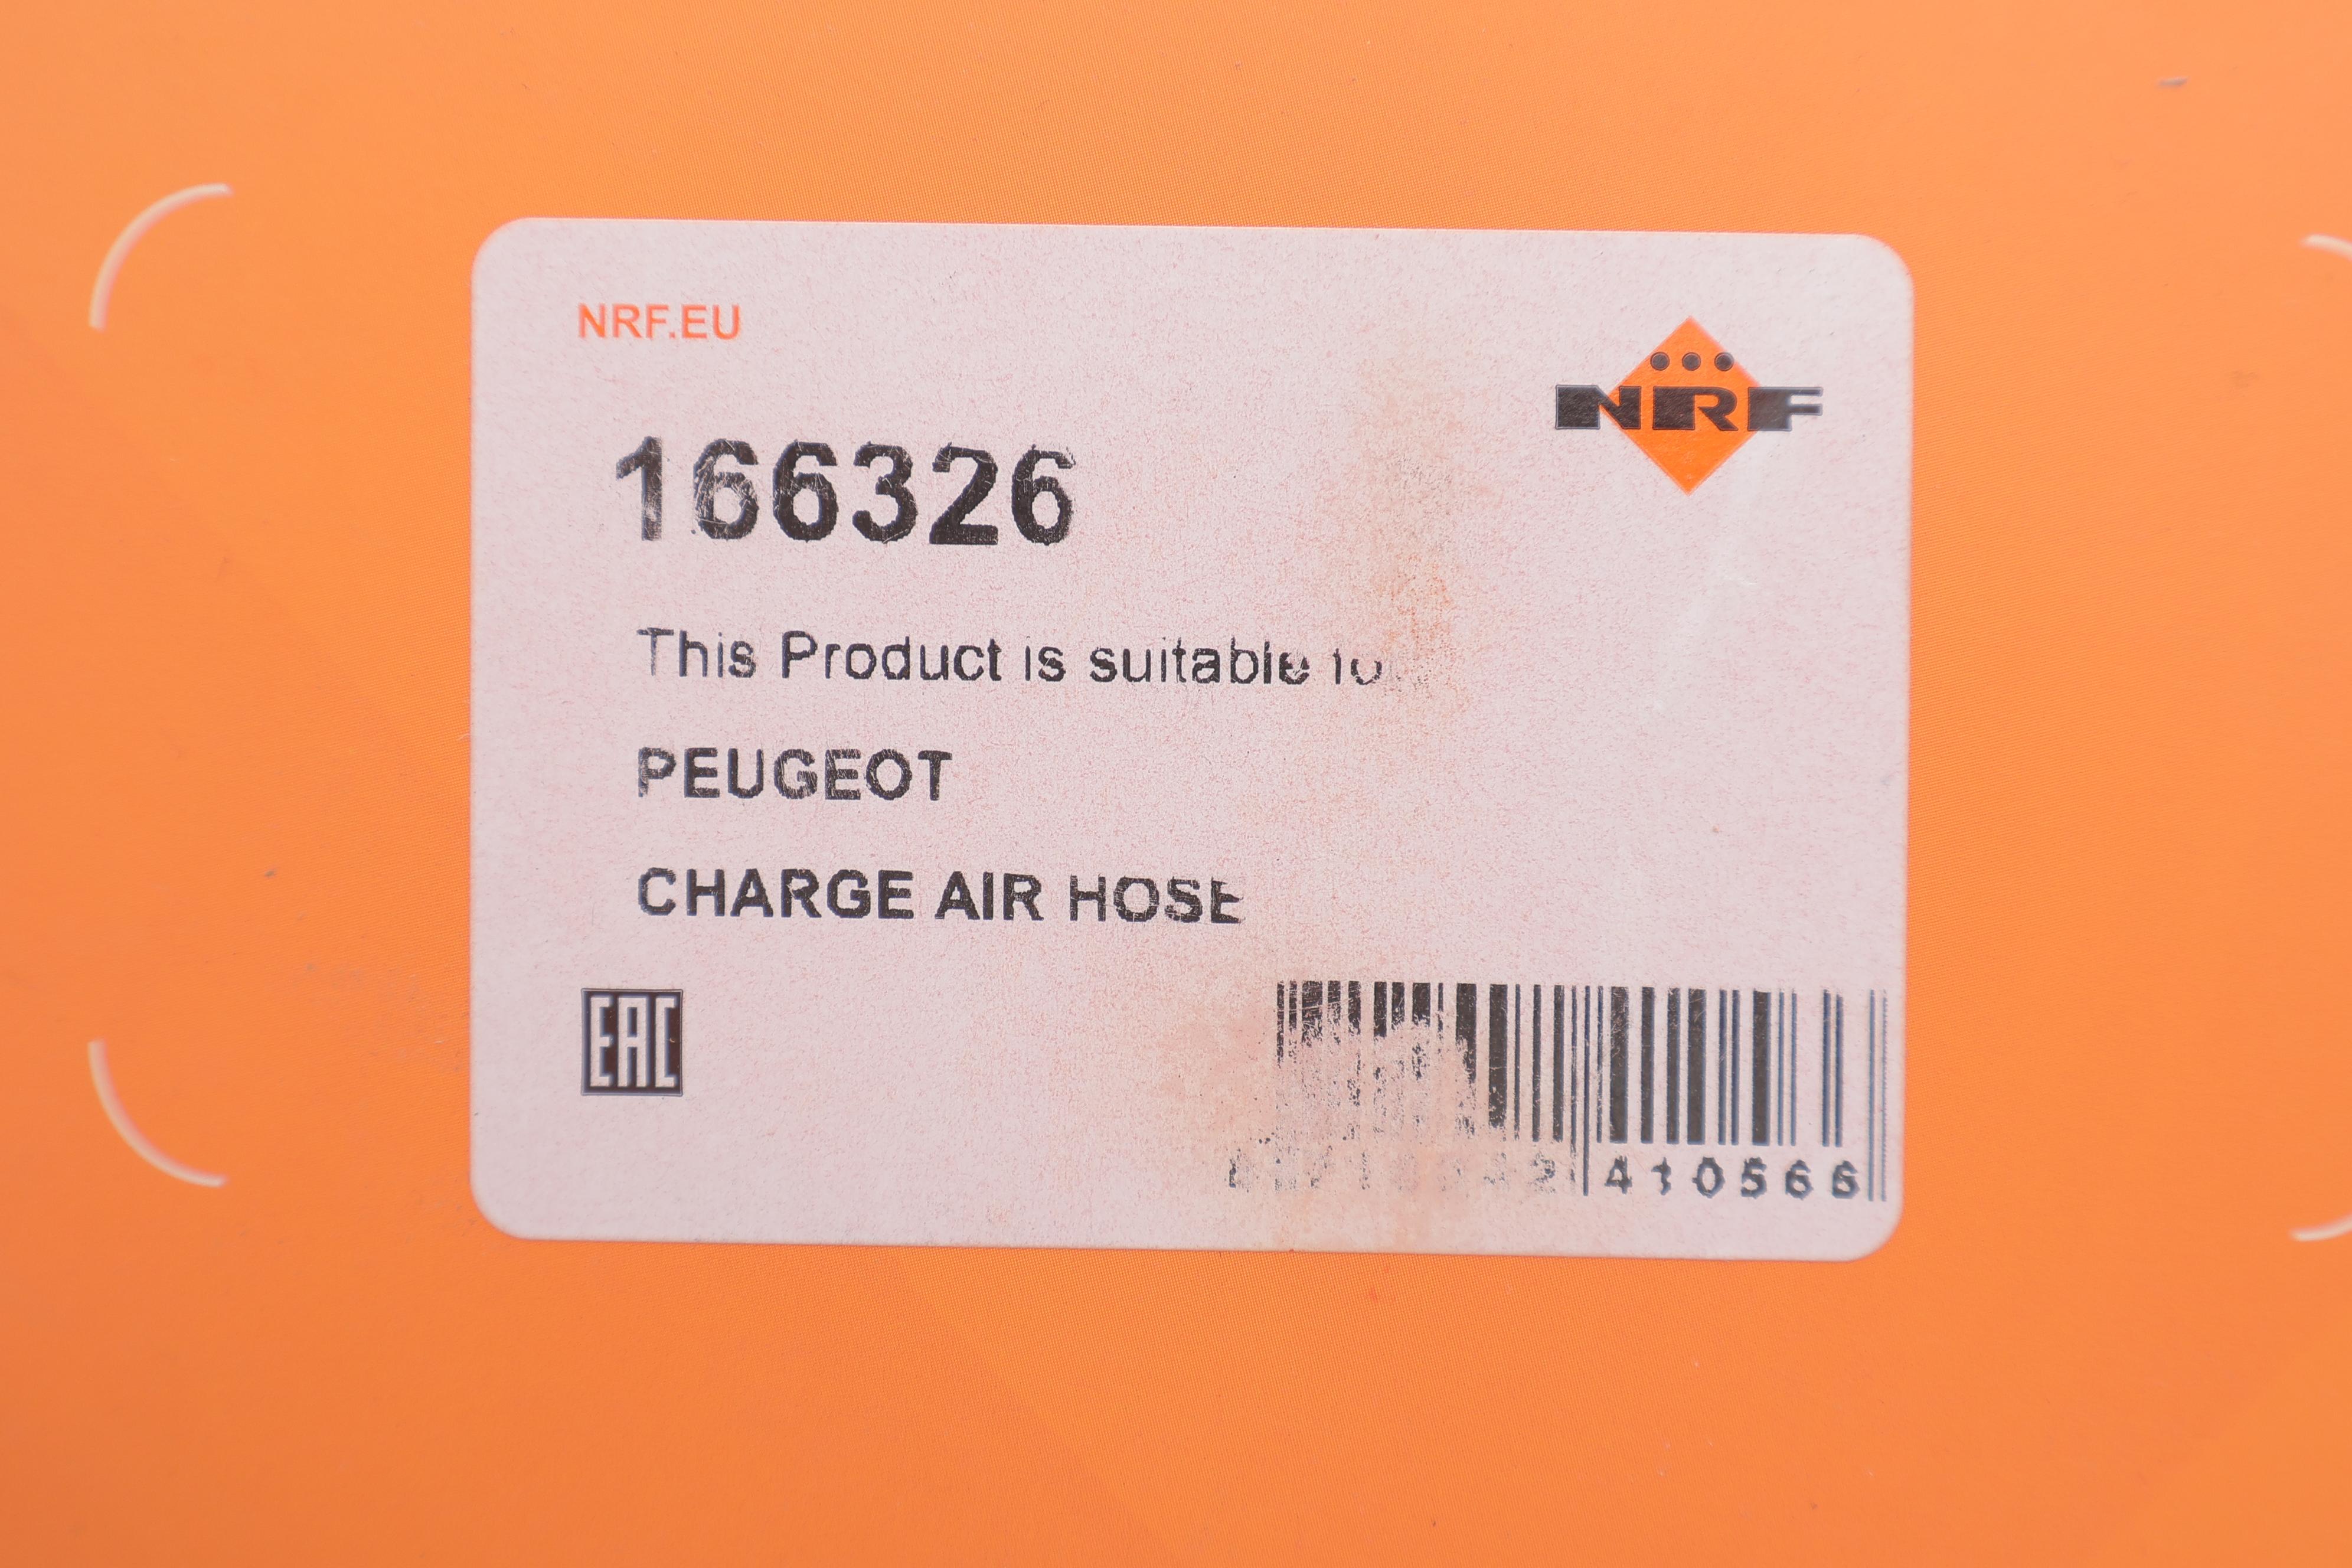 NRF.EU
NRF
166326
This Product is suitable
PEUGEOT
CHARGE AIR HOSE
EAC
410566